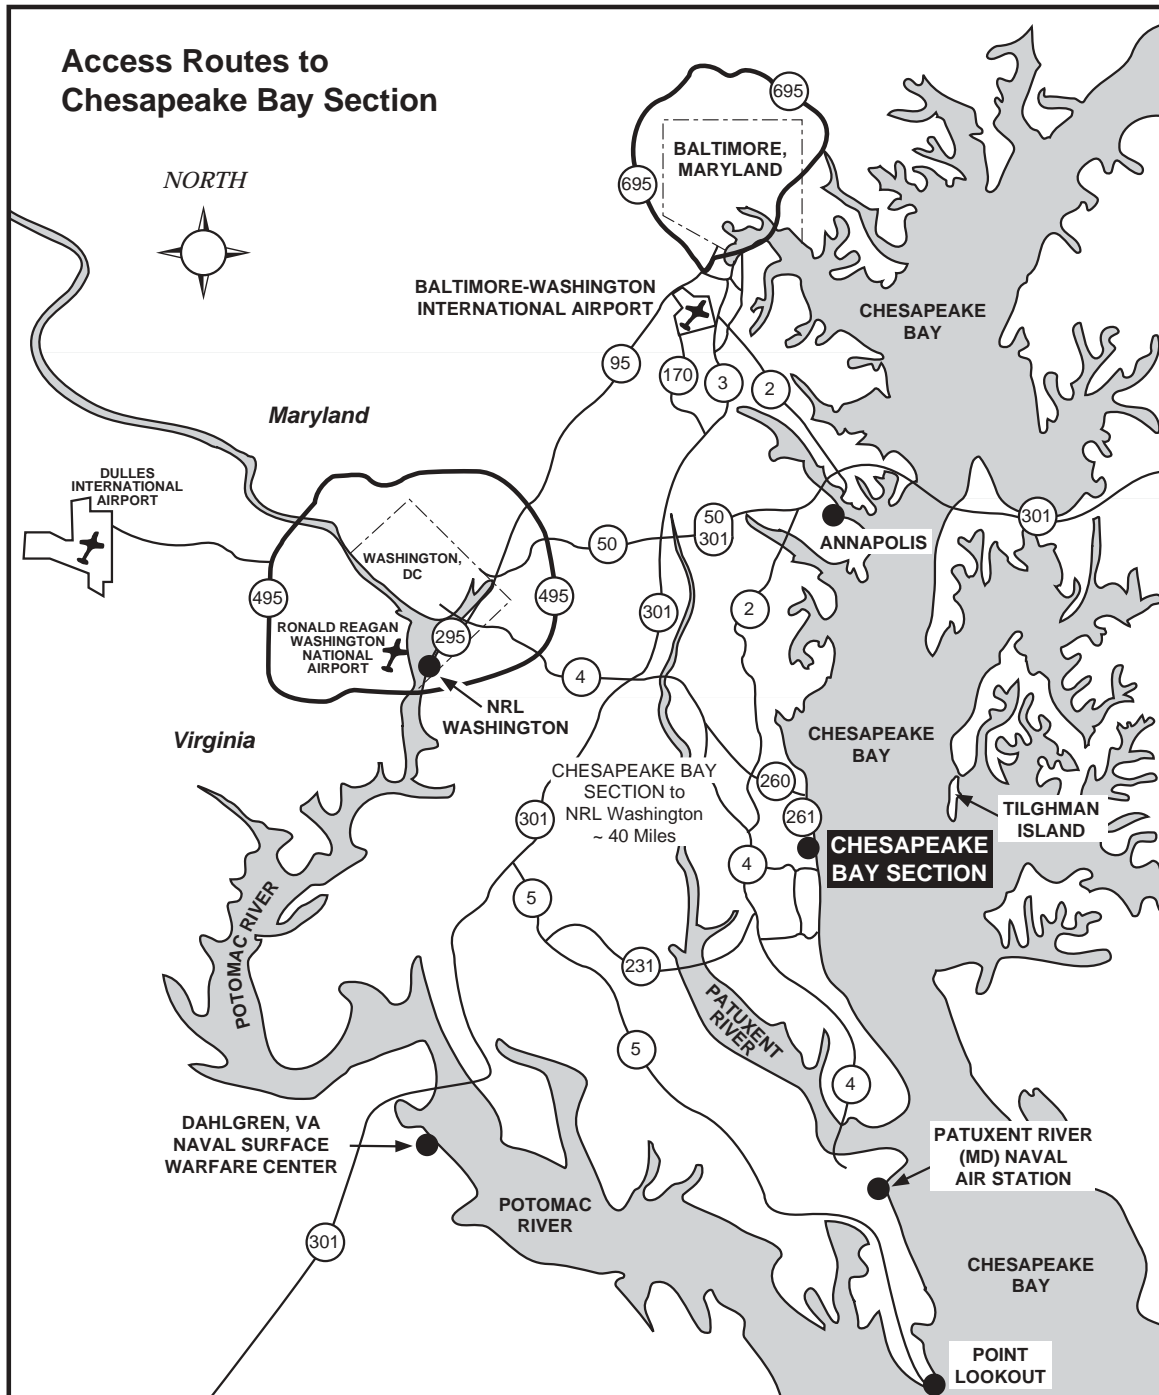 Access Routes to
Chesapeake Bay Section
NORTH
695
BALTIMORE,
MARYLAND
695
BALTIMORE-WASHINGTON
INTERNATIONAL AIRPORT
CHESAPEAKE
BAY
95
170
3
2
Maryland
DULLES
INTERNATIONAL
AIRPORT
50
301
301
50
ANNAPOLIS
WASHINGTON,
DC
495
495
301
2
RONALD REAGAN
WASHINGTON
NATIONAL
AIRPORT
295
4
NRL
WASHINGTON
Virginia
CHESAPEAKE
BAY
CHESAPEAKE BAY
SECTION to
NRL Washington
~ 40 Miles
260
261
TILGHMAN
ISLAND
301
CHESAPEAKE
BAY SECTION
4
5
POTOMAC RIVER
231
PATUXENT
RIVER
5
4
DAHLGREN, VA
NAVAL SURFACE
WARFARE CENTER
PATUXENT RIVER
(MD) NAVAL
AIR STATION
POTOMAC
RIVER
301
CHESAPEAKE
BAY
POINT
LOOKOUT